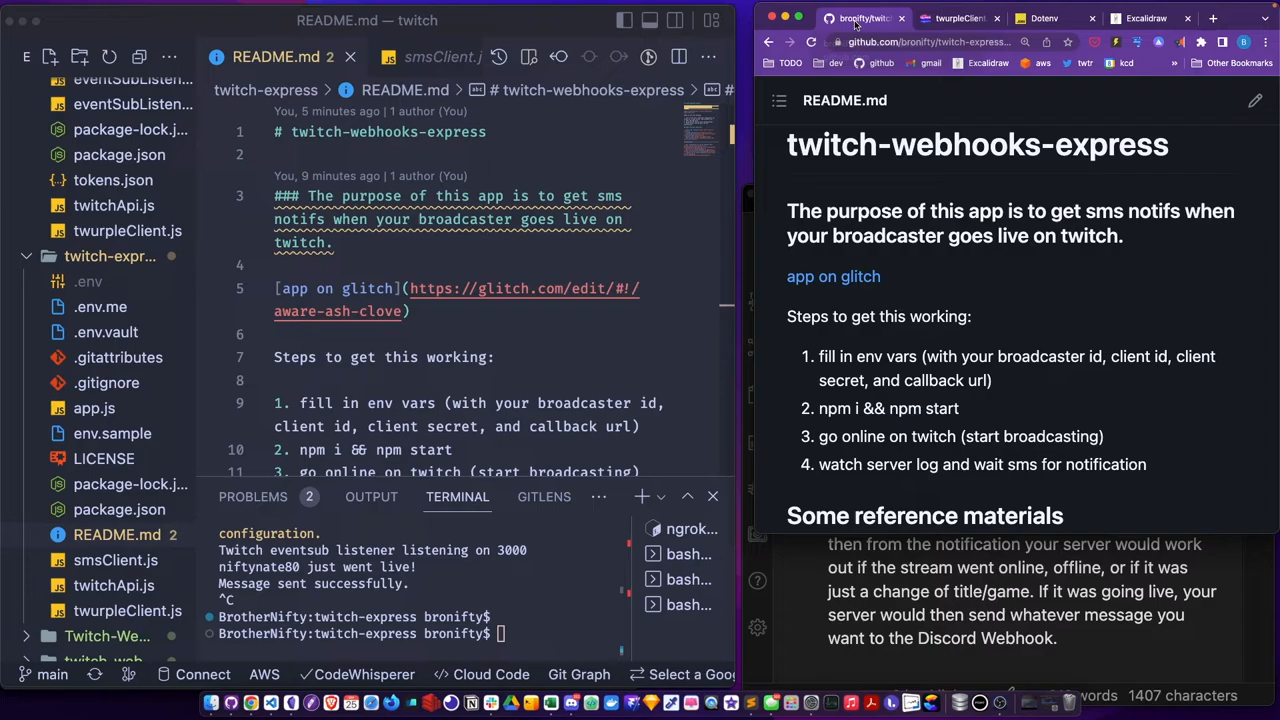 README.md — twitch
E
README.md 2
smsClient.j
eventSubListen...
eventSubListen...
package-lock.j...
package.json
tokens.json
twitchApi.js
twurpleClient.js
twitch-expr...
.env
.env.me
.env.vault
.gitattributes
.gitignore
app.js
env.sample
LICENSE
package-lock.j...
package.json
README.md 2
smsClient.js
twitchApi.js
twurpleClient.js
Twitch-We...
twitch-express > README.md > # twitch-webhooks-express >
You, 5 minutes ago | 1 author (You)
1 # twitch-webhooks-express
2
You, 9 minutes ago | 1 author (You)
3 ### The purpose of this app is to get sms
notifs when your broadcaster goes live on
twitch.
4
5 [app on glitch](https://glitch.com/edit/#!/
aware-ash-clove)
6
7 Steps to get this working:
8
9 1. fill in env vars (with your broadcaster id,
client id, client secret, and callback url)
10 2. npm i && npm start
11 3. go online on twitch (start broadcasting)
PROBLEMS 2 OUTPUT TERMINAL GITLENS
configuration.
Twitch eventsub listener listening on 3000
niftynate80 just went live!
Message sent successfully.
^C
BrotherNifty:twitch-express bronifty$
BrotherNifty:twitch-express bronifty$
ngrok...
bash...
bash...
bash...
main Connect AWS CodeWhisperer Cloud Code Git Graph Select a Goo
bronifty/twitc twurpleClient Dotenv Excalidraw
github.com/bronifty/twitch-express...
TODO dev github gmail Excalidraw aws twtr kcd » Other Bookmarks
README.md
twitch-webhooks-express
The purpose of this app is to get sms notifs when
your broadcaster goes live on twitch.
app on glitch
Steps to get this working:
1. fill in env vars (with your broadcaster id, client id, client
secret, and callback url)
2. npm i && npm start
3. go online on twitch (start broadcasting)
4. watch server log and wait sms for notification
Some reference materials
then from the notification your server would work
out if the stream went online, offline, or if it was
just a change of title/game. If it was going live, your
server would then send whatever message you
want to the Discord Webhook.
1407 characters